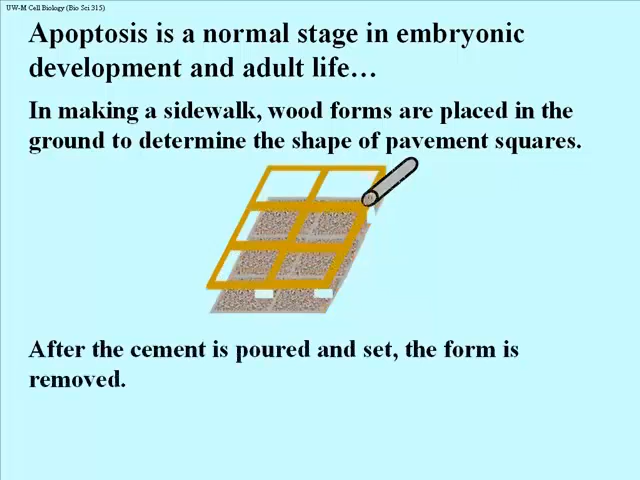 UW-M Cell Biology (Bio Sci 315)
Apoptosis is a normal stage in embryonic
development and adult life…
In making a sidewalk, wood forms are placed in the
ground to determine the shape of pavement squares.
After the cement is poured and set, the form is
removed.